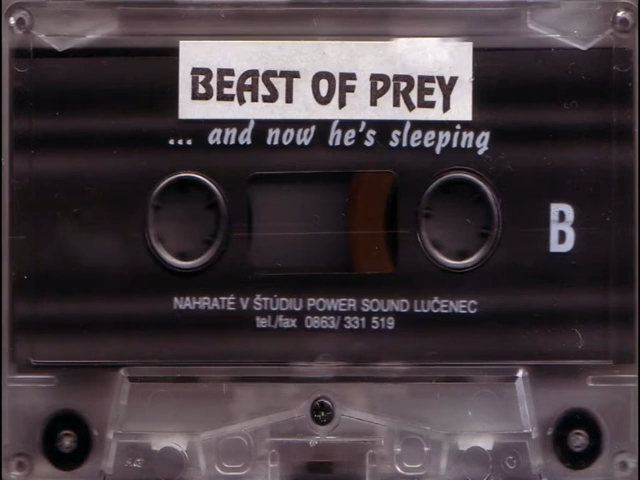 BEAST OF PREY
... and now he's sleeping
B
NAHRATÉ V ŠTÚDIU POWER SOUND LUČENEC
tel./fax 0863/ 331 519